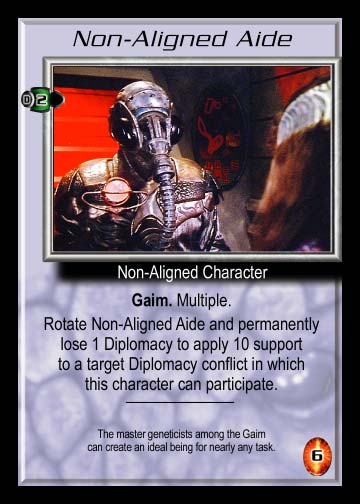 Non-Aligned Aide
D 2
Non-Aligned Character
Gaim. Multiple.
Rotate Non-Aligned Aide and permanently
lose 1 Diplomacy to apply 10 support
to a target Diplomacy conflict in which
this character can participate.
The master geneticists among the Gaim
can create an ideal being for nearly any task.
6